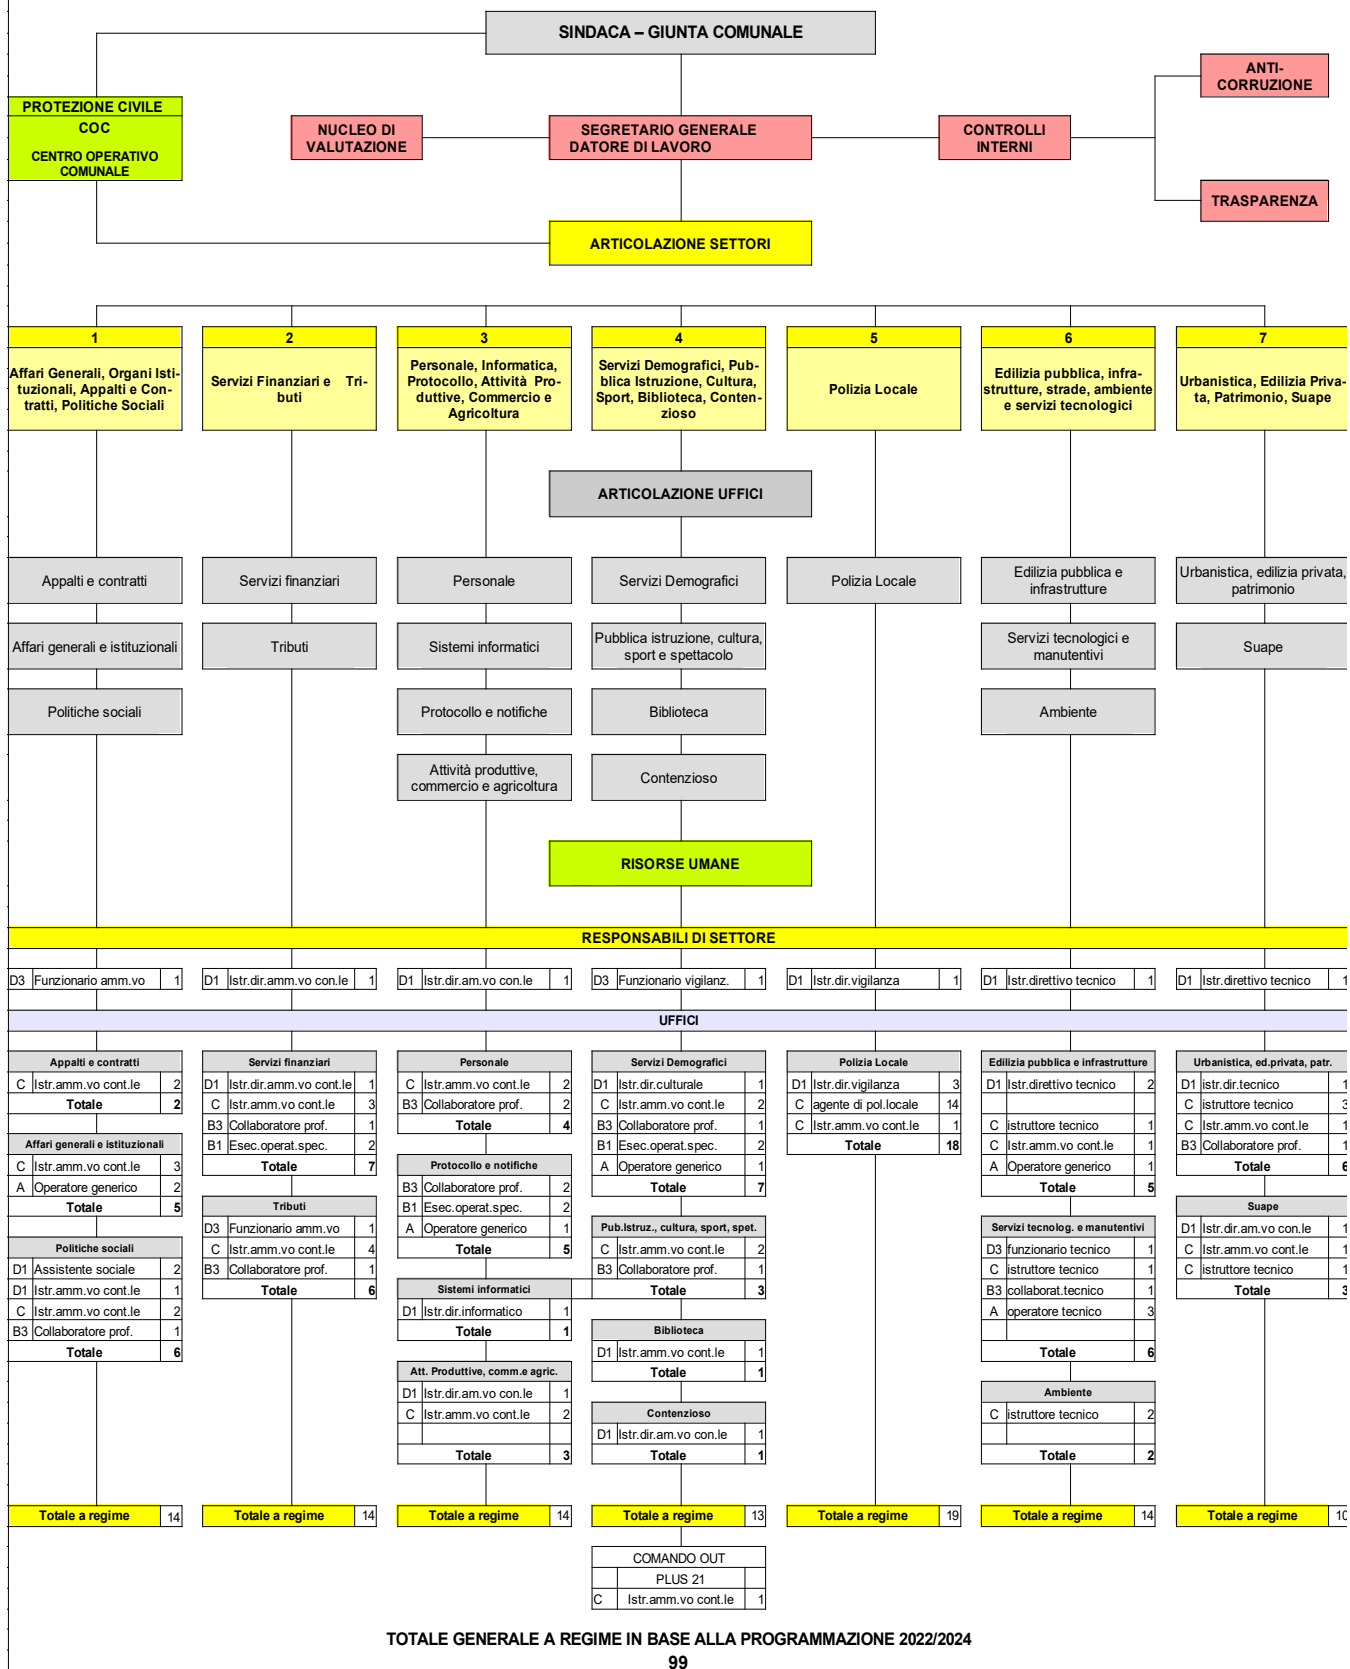 SINDACA – GIUNTA COMUNALE
ANTI-
CORRUZIONE
PROTEZIONE CIVILE
COC
CENTRO OPERATIVO
COMUNALE
NUCLEO DI
VALUTAZIONE
SEGRETARIO GENERALE
DATORE DI LAVORO
CONTROLLI
INTERNI
TRASPARENZA
ARTICOLAZIONE SETTORI
1
Affari Generali, Organi Isti-
tuzionali, Appalti e Con-
tratti, Politiche Sociali
2
Servizi Finanziari e Tri-
buti
3
Personale, Informatica,
Protocollo, Attività Pro-
duttive, Commercio e
Agricoltura
4
Servizi Demografici, Pub-
blica Istruzione, Cultura,
Sport, Biblioteca, Conten-
zioso
5
Polizia Locale
6
Edilizia pubblica, infra-
strutture, strade, ambiente
e servizi tecnologici
7
Urbanistica, Edilizia Priva-
ta, Patrimonio, Suape
ARTICOLAZIONE UFFICI
Appalti e contratti
Affari generali e istituzionali
Politiche sociali
Servizi finanziari
Tributi
Personale
Sistemi informatici
Protocollo e notifiche
Attività produttive,
commercio e agricoltura
Servizi Demografici
Pubblica istruzione, cultura,
sport e spettacolo
Biblioteca
Contenzioso
Polizia Locale
Edilizia pubblica e
infrastrutture
Servizi tecnologici e
manutentivi
Ambiente
Urbanistica, edilizia privata,
patrimonio
Suape
RISORSE UMANE
RESPONSABILI DI SETTORE
D3 Funzionario amm.vo 1
D1 Istr.dir.amm.vo con.le 1
D1 Istr.dir.am.vo con.le 1
D3 Funzionario vigilanz. 1
D1 Istr.dir.vigilanza 1
D1 Istr.direttivo tecnico 1
D1 Istr.direttivo tecnico 1
UFFICI
Appalti e contratti
C Istr.amm.vo cont.le 2
Totale 2
Affari generali e istituzionali
C Istr.amm.vo cont.le 3
A Operatore generico 2
Totale 5
Politiche sociali
D1 Assistente sociale 2
D1 Istr.amm.vo cont.le 1
C Istr.amm.vo cont.le 2
B3 Collaboratore prof. 1
Totale 6
Servizi finanziari
D1 Istr.dir.amm.vo cont.le 1
C Istr.amm.vo cont.le 3
B3 Collaboratore prof. 1
B1 Esec.operat.spec. 2
Totale 7
Tributi
D3 Funzionario amm.vo 1
C Istr.amm.vo cont.le 4
B3 Collaboratore prof. 1
Totale 6
Personale
C Istr.amm.vo cont.le 2
B3 Collaboratore prof. 2
Totale 4
Protocollo e notifiche
B3 Collaboratore prof. 2
B1 Esec.operat.spec. 2
A Operatore generico 1
Totale 5
Sistemi informatici
D1 Istr.dir.informatico 1
Totale 1
Att. Produttive, comm.e agric.
D1 Istr.dir.am.vo con.le 1
C Istr.amm.vo cont.le 2
Totale 3
Servizi Demografici
D1 Istr.dir.culturale 1
C Istr.amm.vo cont.le 2
B3 Collaboratore prof. 1
B1 Esec.operat.spec. 2
A Operatore generico 1
Totale 7
Pub.Istruz., cultura, sport, spet.
C Istr.amm.vo cont.le 2
B3 Collaboratore prof. 1
Totale 3
Biblioteca
D1 Istr.amm.vo cont.le 1
Totale 1
Contenzioso
D1 Istr.dir.am.vo con.le 1
Totale 1
Polizia Locale
D1 Istr.dir.vigilanza 3
C agente di pol.locale 14
C Istr.amm.vo cont.le 1
Totale 18
Edilizia pubblica e infrastrutture
D1 Istr.direttivo tecnico 2
C istruttore tecnico 1
C Istr.amm.vo cont.le 1
A Operatore generico 1
Totale 5
Servizi tecnolog. e manutentivi
D3 funzionario tecnico 1
C istruttore tecnico 1
B3 collaborat.tecnico 1
A operatore tecnico 3
Totale 6
Ambiente
C istruttore tecnico 2
Totale 2
Urbanistica, ed.privata, patr.
D1 istr.dir.tecnico 1
C istruttore tecnico 3
C Istr.amm.vo cont.le 1
B3 Collaboratore prof. 1
Totale 6
Suape
D1 Istr.dir.am.vo con.le 1
C Istr.amm.vo cont.le 1
C istruttore tecnico 1
Totale 3
Totale a regime 14
Totale a regime 14
Totale a regime 14
Totale a regime 13
Totale a regime 19
Totale a regime 14
Totale a regime 10
COMANDO OUT
PLUS 21
C Istr.amm.vo cont.le 1
TOTALE GENERALE A REGIME IN BASE ALLA PROGRAMMAZIONE 2022/2024
99